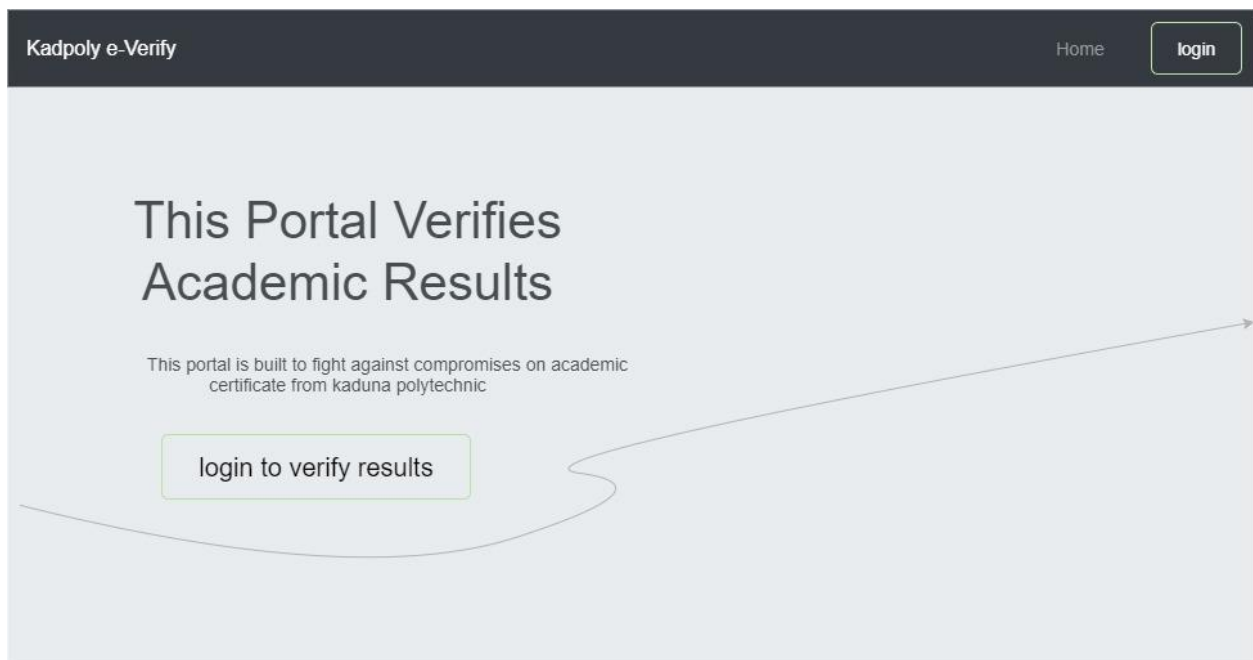 Kadpoly e-Verify
Home
login
This Portal Verifies
Academic Results
This portal is built to fight against compromises on academic
certificate from kaduna polytechnic
login to verify results